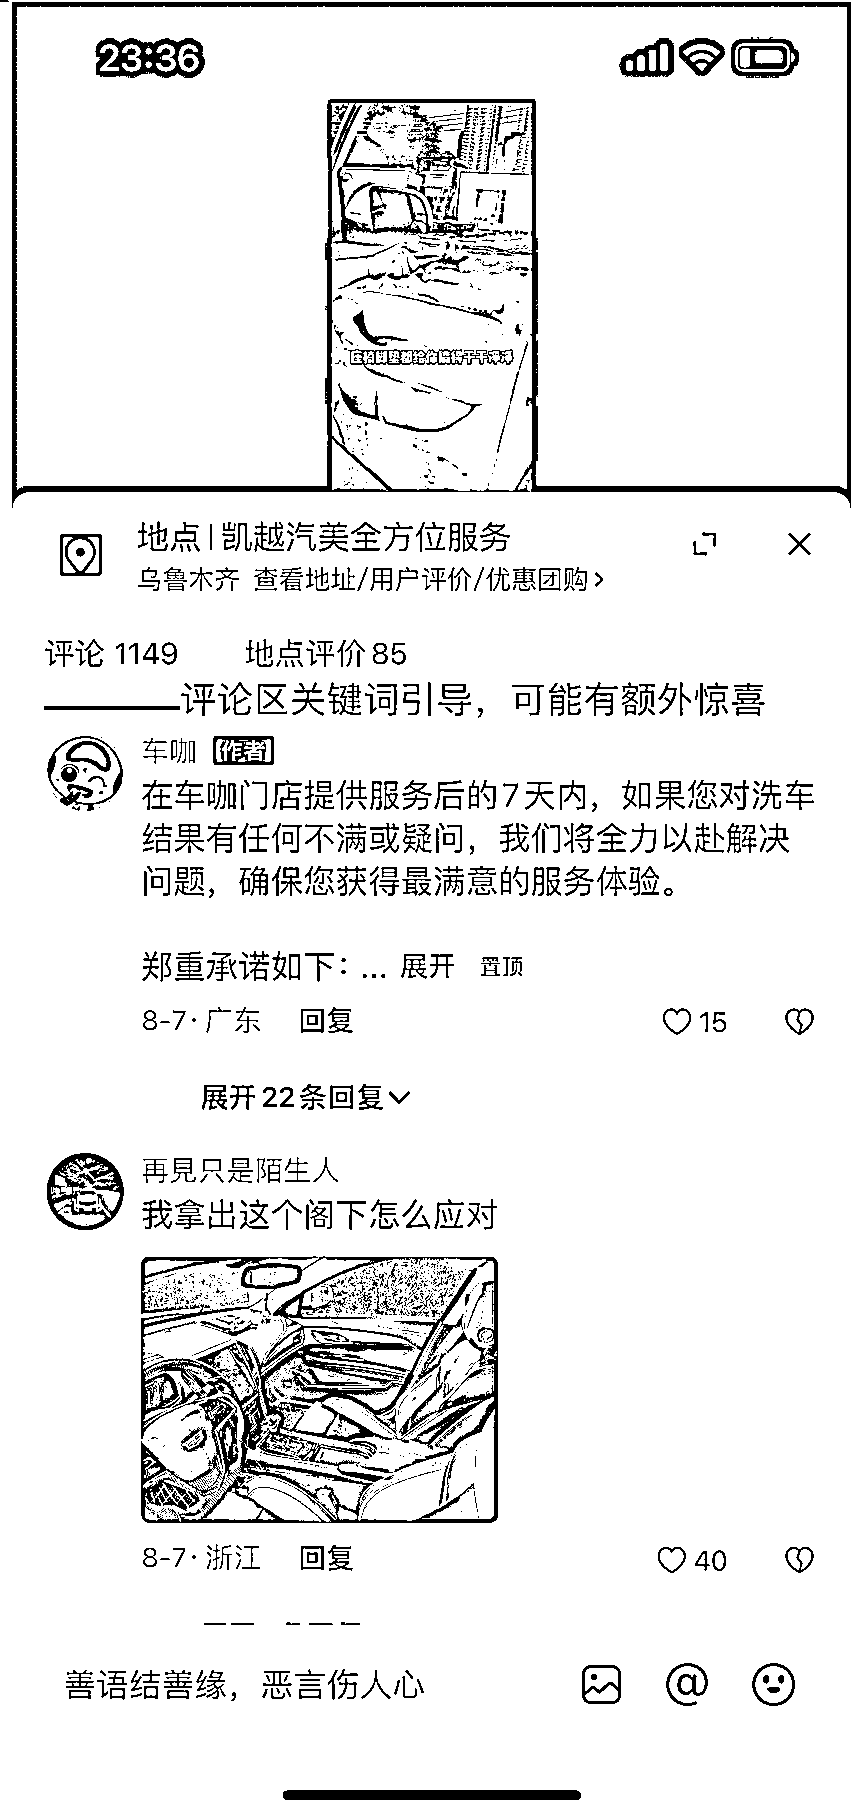 23:36
地点|凯越汽美全方位服务
乌鲁木齐 查看地址/用户评价/优惠团购>
评论 1149 地点评价 85
评论区关键词引导，可能有额外惊喜
车咖 作者
在车咖门店提供服务后的7天内，如果您对洗车
结果有任何不满或疑问，我们将全力以赴解决
问题，确保您获得最满意的服务体验。
郑重承诺如下：... 展开 置顶
8-7·广东 回复 15
展开22条回复
再見只是陌生人
我拿出这个阁下怎么应对
8-7·浙江 回复 40
善语结善缘，恶言伤人心